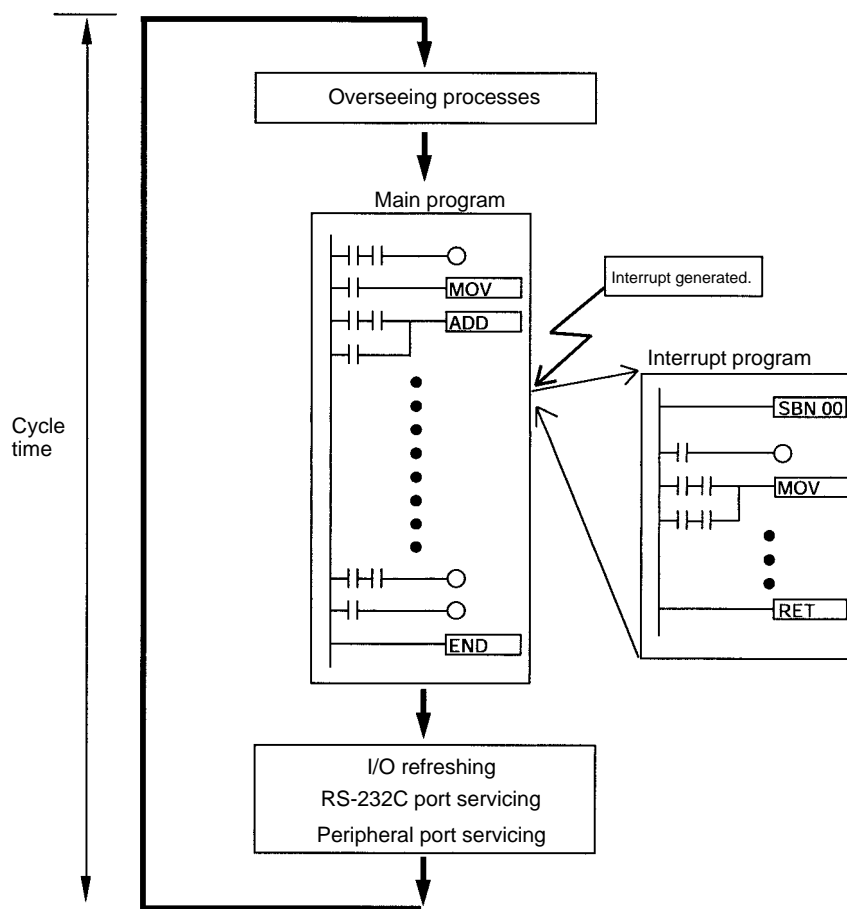 Overseeing processes
Main program
MOV
ADD
END
Interrupt generated.
Interrupt program
SBN 00
MOV
RET
Cycle
time
I/O refreshing
RS-232C port servicing
Peripheral port servicing